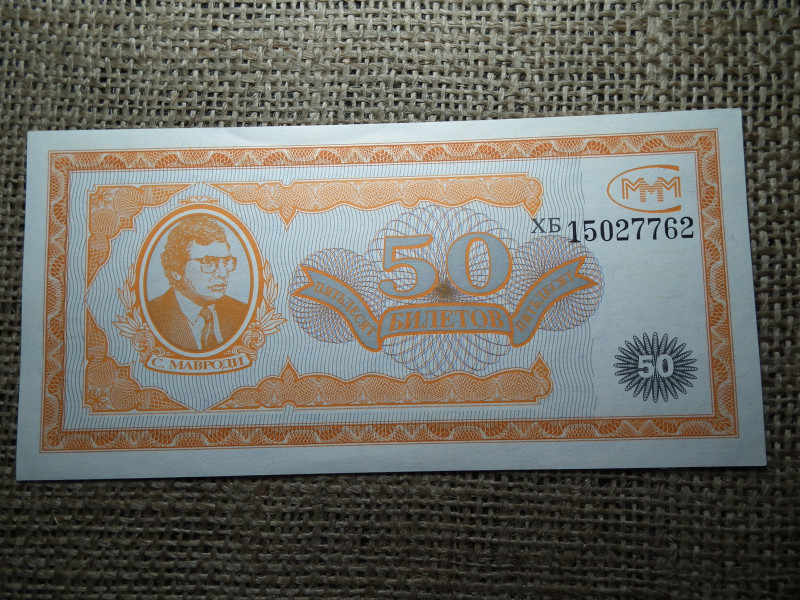 МММ
ХБ 15027762
50
ПЯТЬДЕСЯТ БИЛЕТОВ ПЯТЬДЕСЯТ
С. МАВРОДИ
50